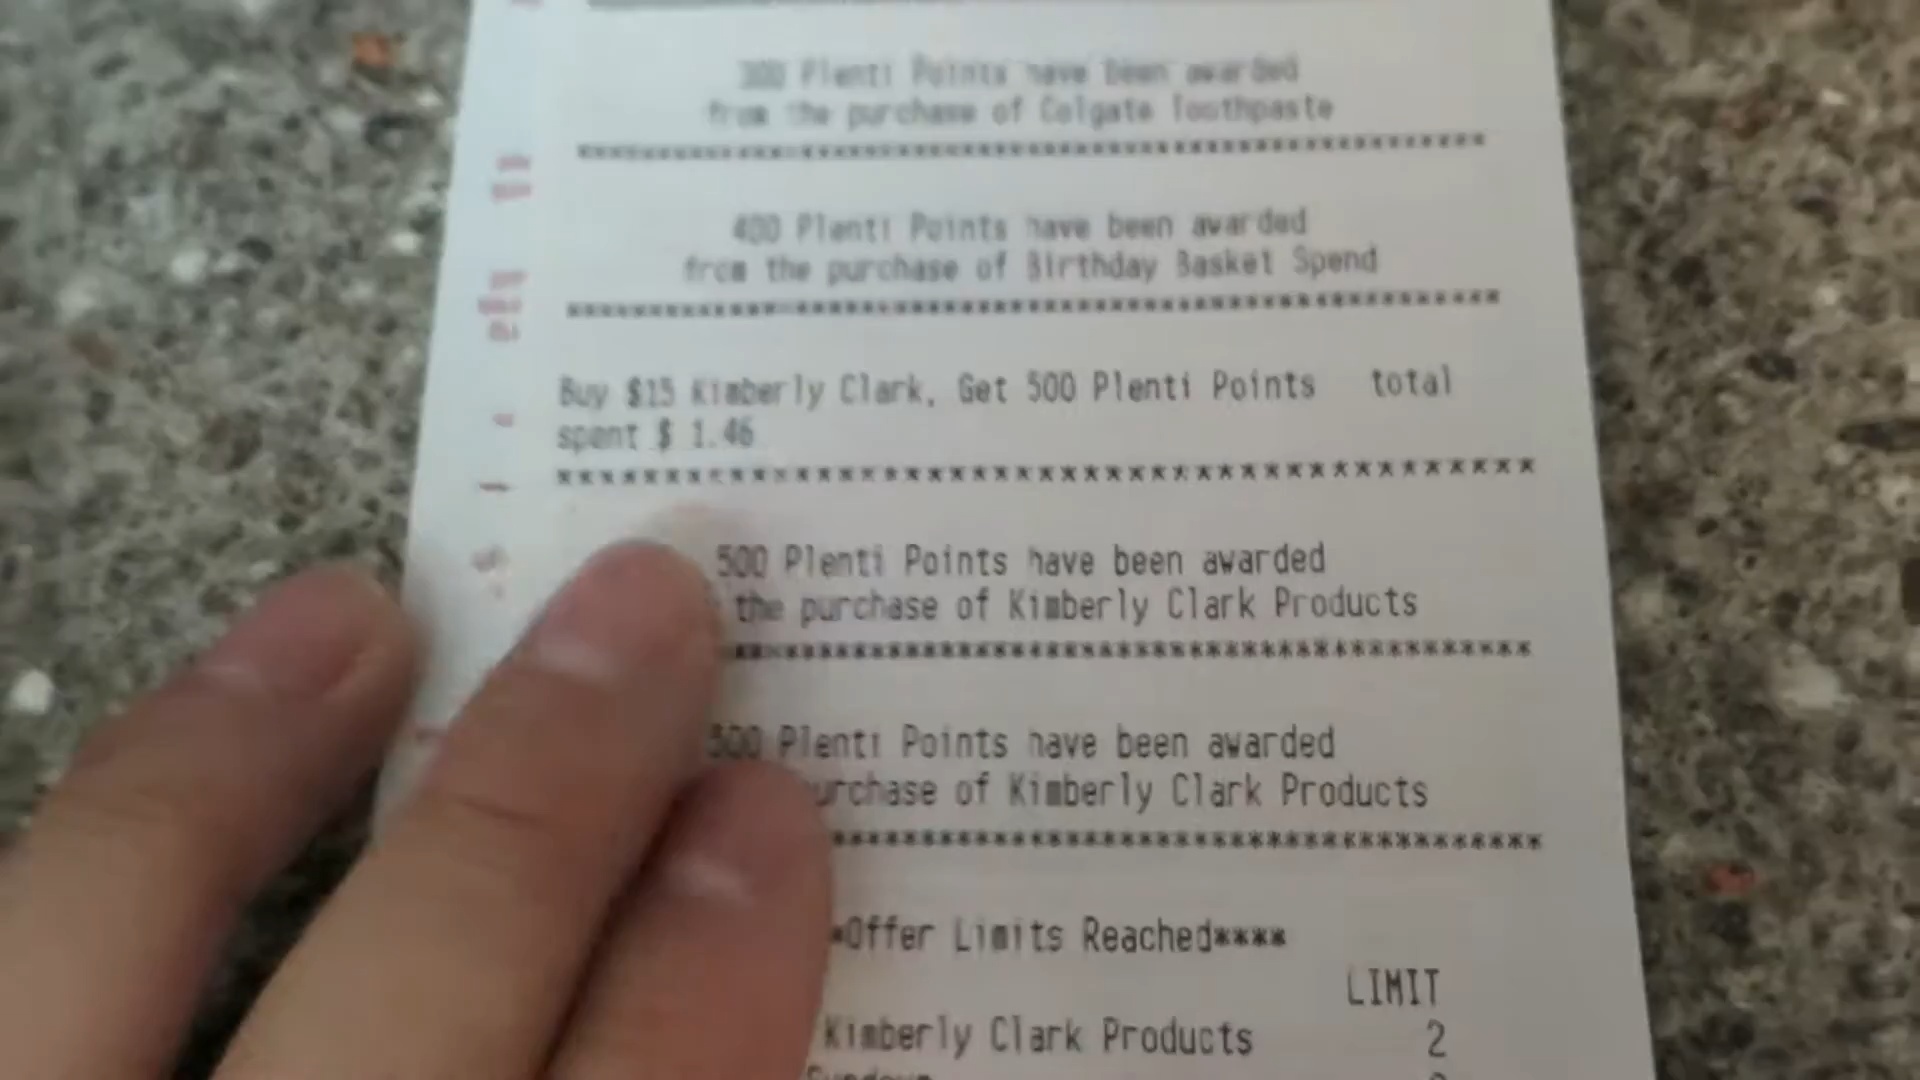 300 Plenti Points have been awarded
from the purchase of Colgate Toothpaste
****************************************
400 Plenti Points have been awarded
from the purchase of Birthday Basket Spend
****************************************
Buy $15 Kimberly Clark, Get 500 Plenti Points total
spent $ 1.46
****************************************
500 Plenti Points have been awarded
the purchase of Kimberly Clark Products
****************************************
500 Plenti Points have been awarded
urchase of Kimberly Clark Products
****************************************
*Offer Limits Reached****
LIMIT
Kimberly Clark Products 2